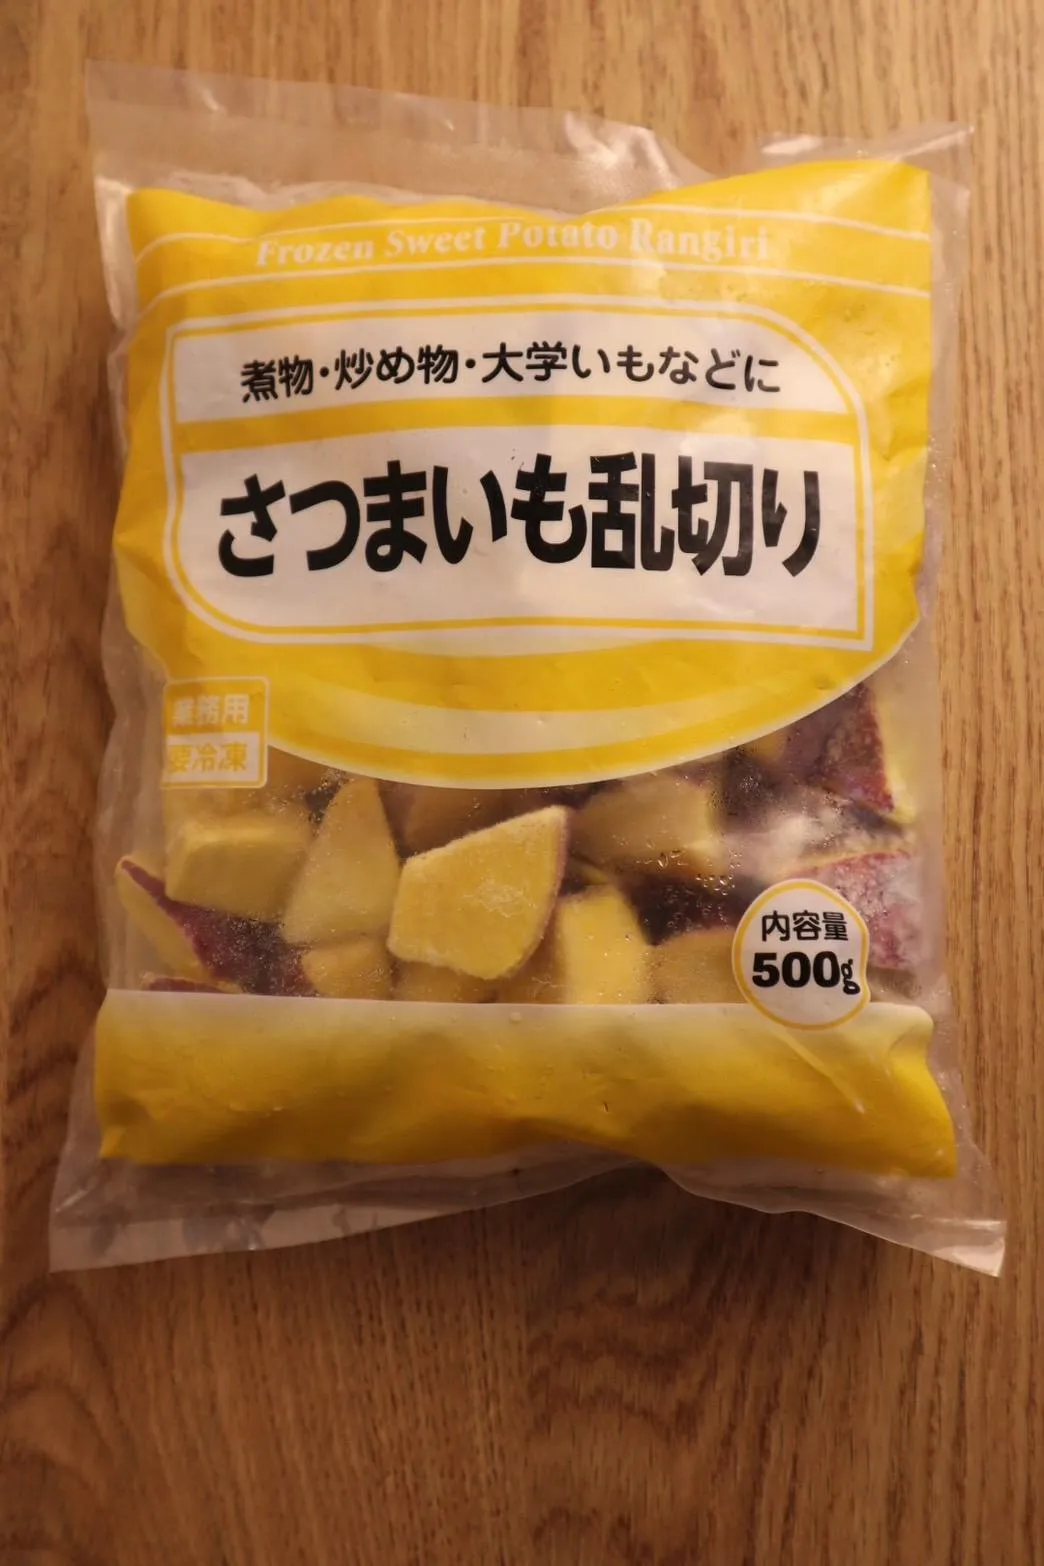 Frozen Sweet Potato Rangiri
煮物・炒め物・大学いもなどに
さつまいも乱切り
業務用
要冷凍
内容量
500g